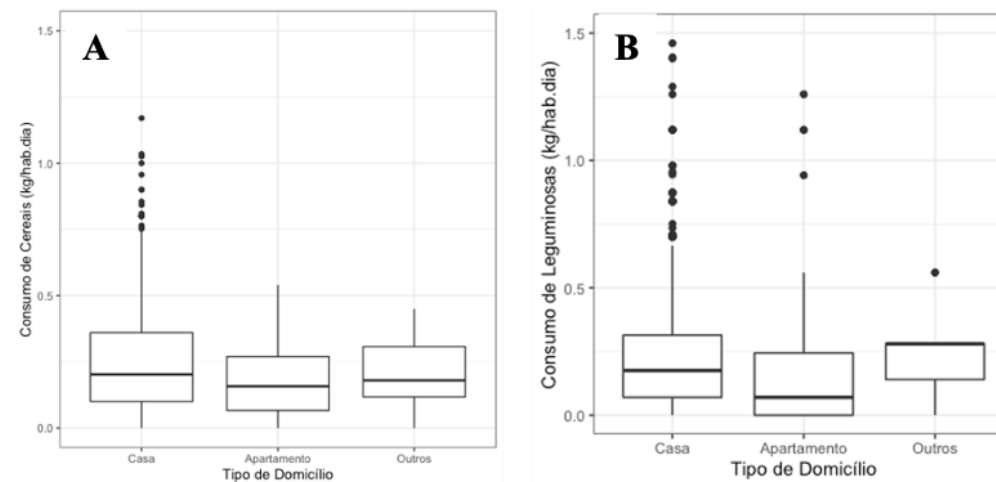 A
Consumo de Cereais (kg/hab.dia)
1.5
1.0
0.5
0.0
Casa
Apartamento
Outros
Tipo de Domicílio
B
Consumo de Leguminosas (kg/hab.dia)
1.5
1.0
0.5
0.0
Casa
Apartamento
Outros
Tipo de Domicílio